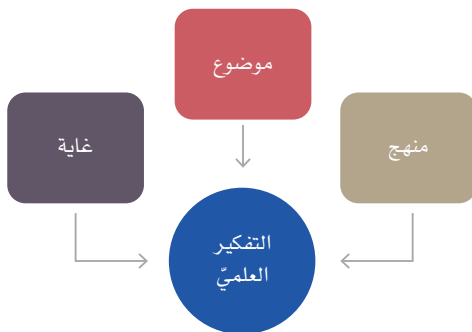 موضوع
منهج
غاية
التفكير
العلميّ